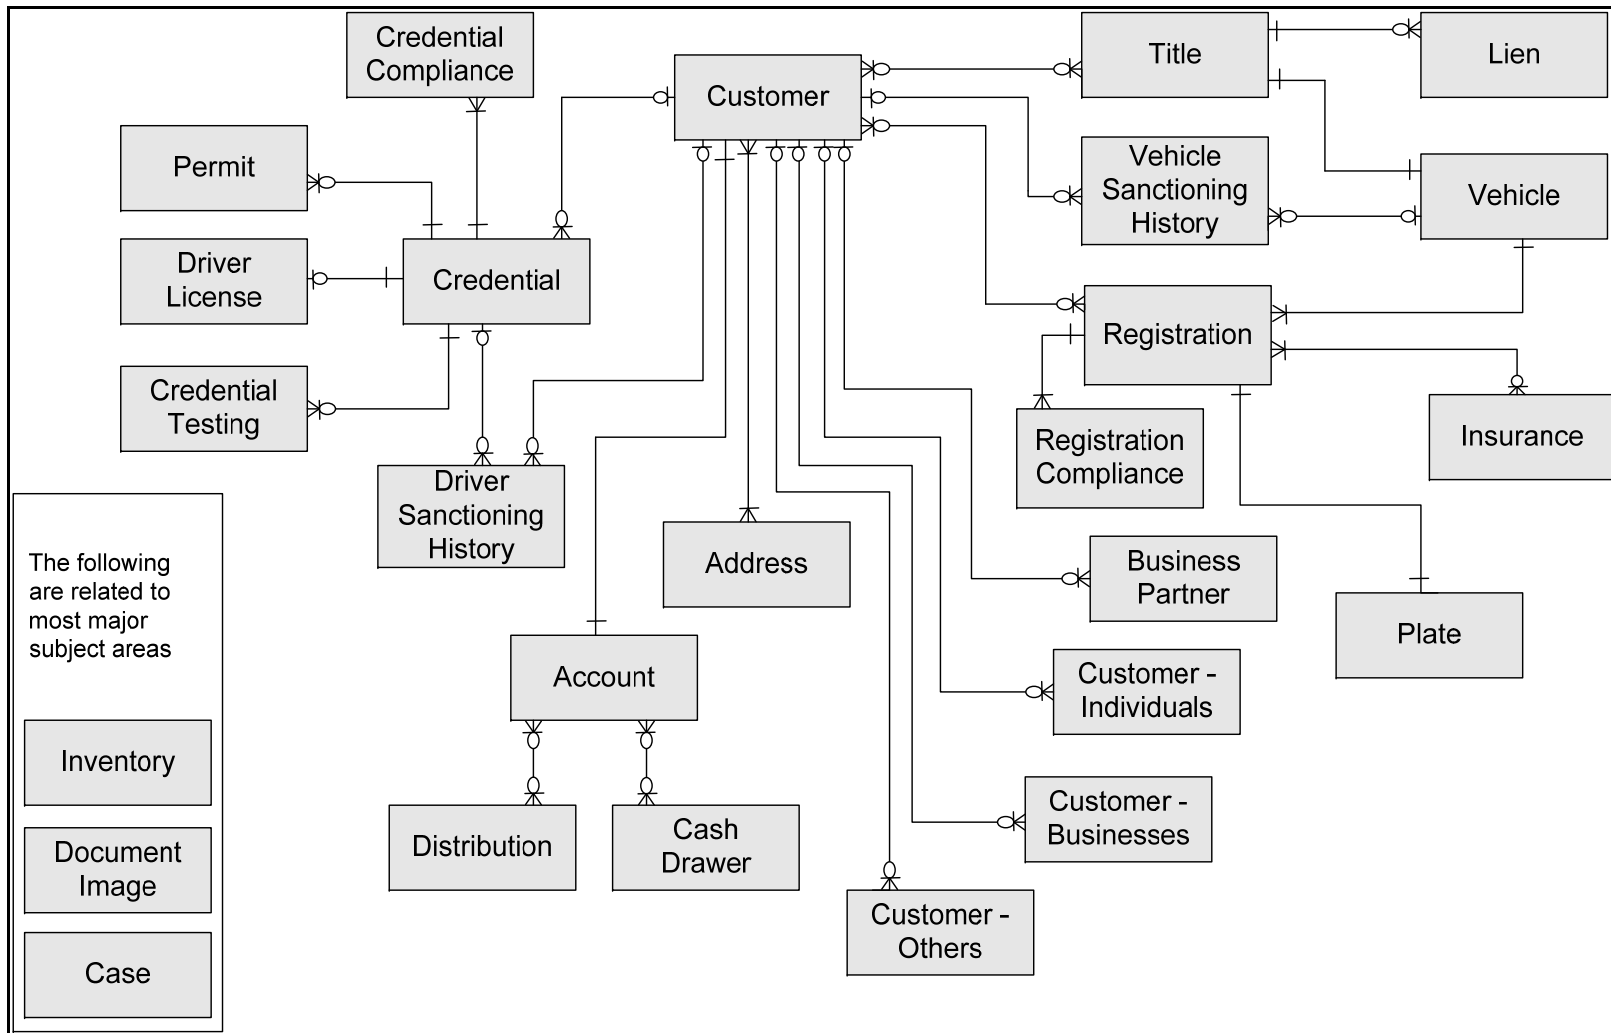 Credential
Compliance
Customer
Title
Lien
Permit
Vehicle
Sanctioning
History
Vehicle
Driver
License
Credential
Registration
Credential
Testing
Registration
Compliance
Insurance
Driver
Sanctioning
History
Address
Business
Partner
Plate
The following
are related to
most major
subject areas
Account
Customer -
Individuals
Inventory
Distribution
Cash
Drawer
Customer -
Businesses
Document
Image
Customer -
Others
Case